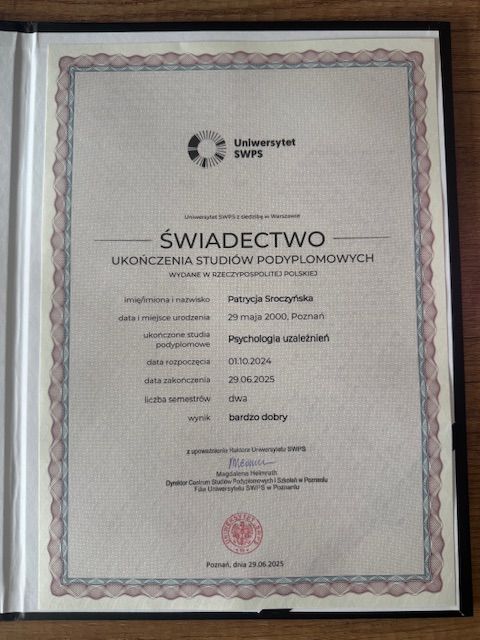 Uniwersytet
SWPS
Uniwersytet SWPS z siedzibą w Warszawie
ŚWIADECTWO
UKOŃCZENIA STUDIÓW PODYPLOMOWYCH
WYDANE W RZECZYPOSPOLITEJ POLSKIEJ
imię/imiona i nazwisko Patrycja Sroczyńska
data i miejsce urodzenia 29 maja 2000, Poznań
ukończone studia
podyplomowe Psychologia uzależnień
data rozpoczęcia 01.10.2024
data zakończenia 29.06.2025
liczba semestrów dwa
wynik bardzo dobry
z upoważnienia Rektora Uniwersytetu SWPS
Magdalena Heimrath
Dyrektor Centrum Studiów Podyplomowych i Szkoleń w Poznaniu
Filia Uniwersytetu SWPS w Poznaniu
UNIWERSYTET SWPS
Poznań, dnia 29.06.2025